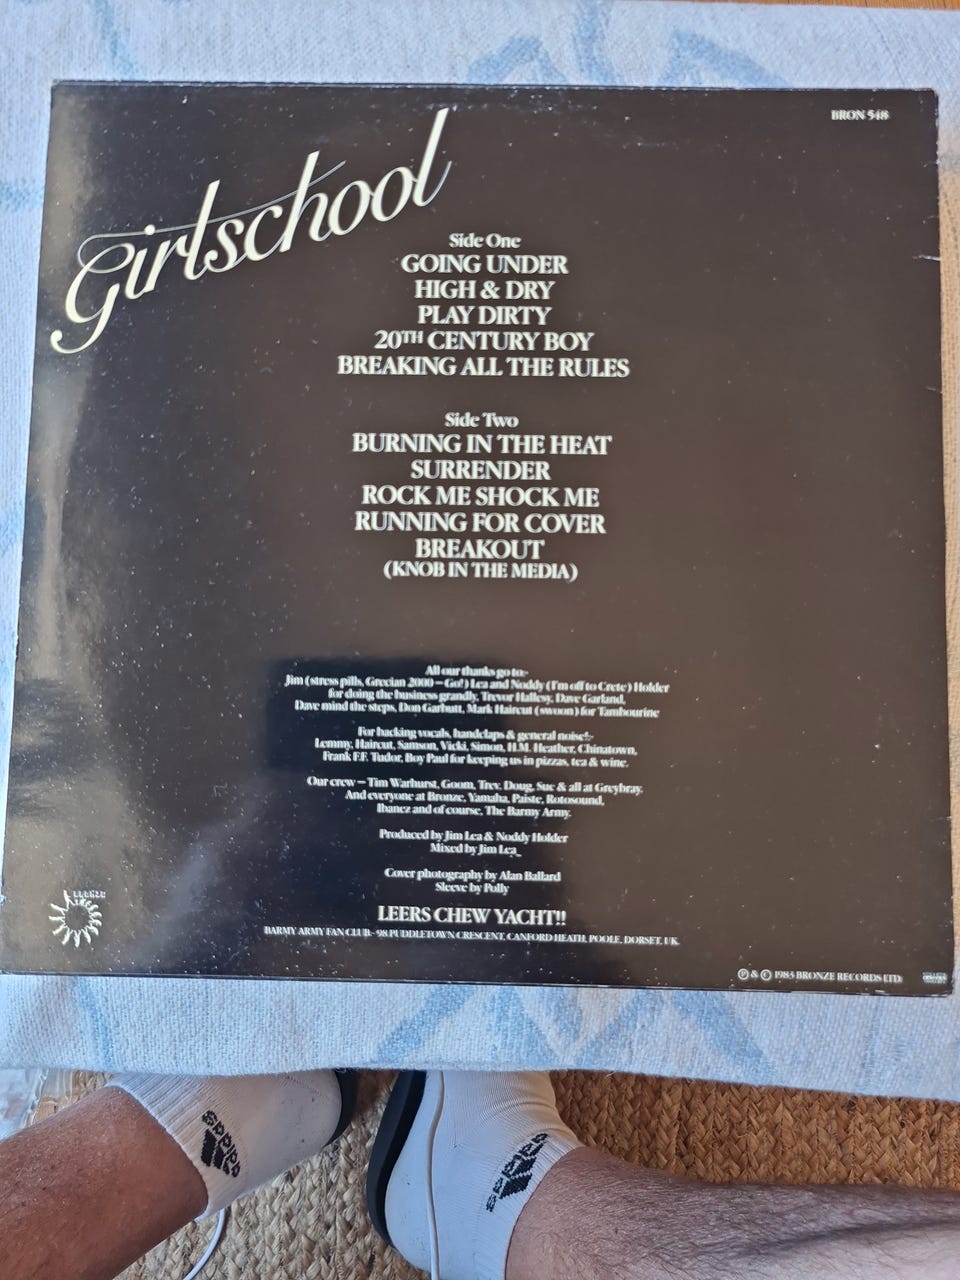 BRON 548
Girlschool
Side One
GOING UNDER
HIGH & DRY
PLAY DIRTY
20TH CENTURY BOY
BREAKING ALL THE RULES
Side Two
BURNING IN THE HEAT
SURRENDER
ROCK ME SHOCK ME
RUNNING FOR COVER
BREAKOUT
(KNOB IN THE MEDIA)
All our thanks go to:-
Jim (stress pills, Grecian 2000 – Go!) Lea and Noddy (I'm off to Crete) Holder
for doing the business grandly, Trevor Hallesy, Dave Garland,
Dave mind the steps, Don Garbutt, Mark Haircut (swoon) for Tambourine
For backing vocals, handclaps & general noise!:-
Lemmy, Haircut, Samson, Vicki, Simon, H.M. Heather, Chinatown,
Frank F.F. Tudor, Boy Paul for keeping us in pizzas, tea & wine.
Our crew – Tim Warhurst, Goom, Trev, Doug, Sue & all at Greybray.
And everyone at Bronze, Yamaha, Paiste, Rotosound,
Ibanez and of course, The Barmy Army.
Produced by Jim Lea & Noddy Holder
Mixed by Jim Lea
Cover photography by Alan Ballard
Sleeve by Polly
LEERS CHEW YACHT!!
BARMY ARMY FAN CLUB:- 98 PUDDLETOWN CRESCENT, CANFORD HEATH, POOLE, DORSET, UK.
BRONZE
℗ & © 1983 BRONZE RECORDS LTD.
adidas
adidas